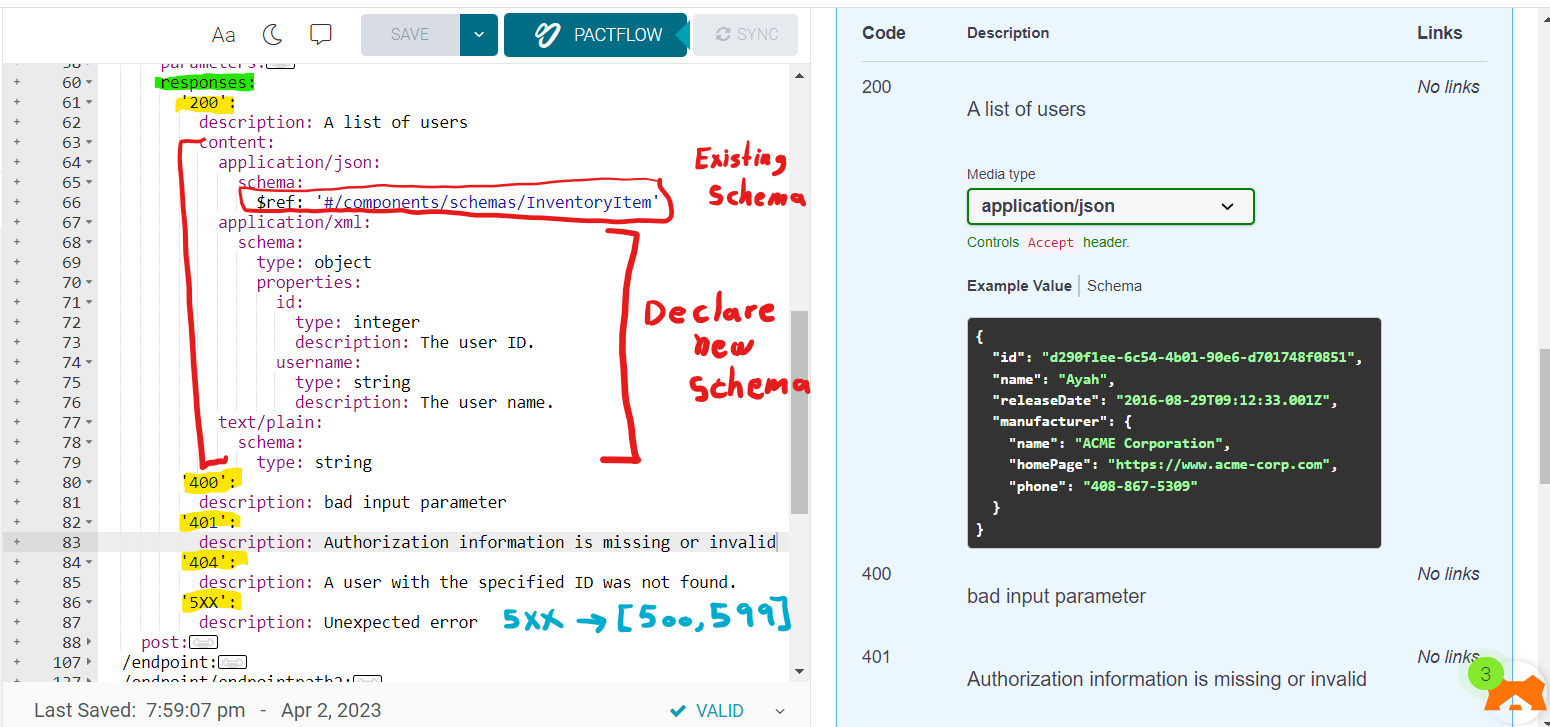 Aa
SAVE
PACTFLOW
SYNC
58 parameters:
60 responses:
61 '200':
62 description: A list of users
63 content:
64 application/json:
65 schema:
66 $ref: '#/components/schemas/InventoryItem'
67 application/xml:
68 schema:
69 type: object
70 properties:
71 id:
72 type: integer
73 description: The user ID.
74 username:
75 type: string
76 description: The user name.
77 text/plain:
78 schema:
79 type: string
80 '400':
81 description: bad input parameter
82 '401':
83 description: Authorization information is missing or invalid
84 '404':
85 description: A user with the specified ID was not found.
86 '5XX':
87 description: Unexpected error
88 post:
107 /endpoint:
137 /endpoint/endpointpath2:
Existing
Schema
Declare
new
Schema
5XX → [500, 599]
Last Saved: 7:59:07 pm - Apr 2, 2023
VALID
Code Description Links
200 No links
A list of users
Media type
application/json
Controls Accept header.
Example Value Schema
{
"id": "d290f1ee-6c54-4b01-90e6-d701748f0851",
"name": "Ayah",
"releaseDate": "2016-08-29T09:12:33.001Z",
"manufacturer": {
"name": "ACME Corporation",
"homePage": "https://www.acme-corp.com",
"phone": "408-867-5309"
}
}
400 No links
bad input parameter
401 No links
Authorization information is missing or invalid
3